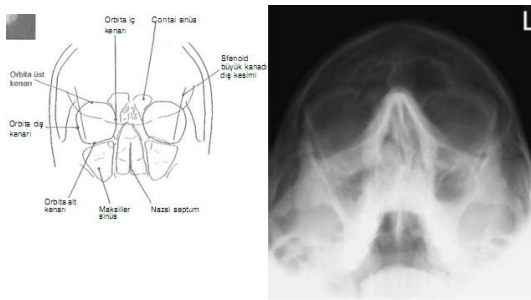 Orbita iç
kenarı
Contal sinüs
Sfenoid
büyük kanadı
dış kesimi
Orbita üst
kenarı
Orbita dış
kenarı
Orbita alt
kenarı
Maksiller
sinüs
Nazal septum
L